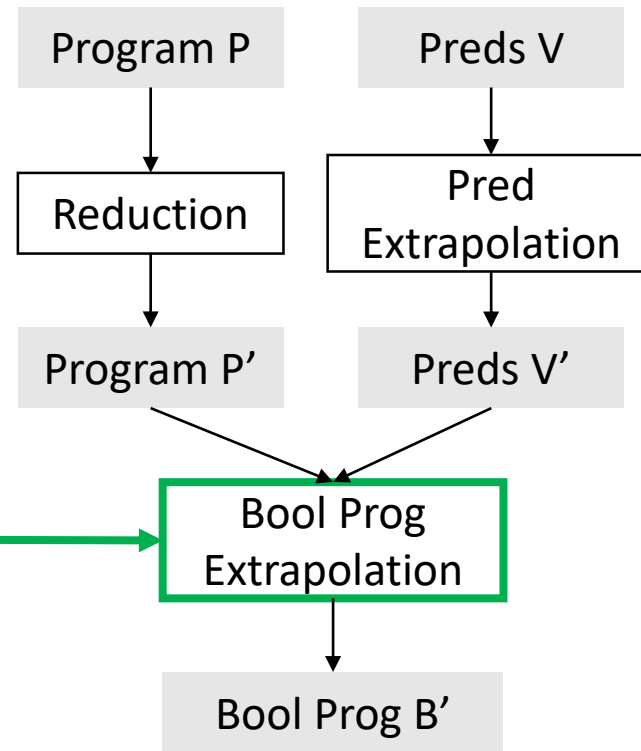 Program P
Preds V
Reduction
Pred
Extrapolation
Program P’
Preds V’
Bool Prog
Extrapolation
Bool Prog B’